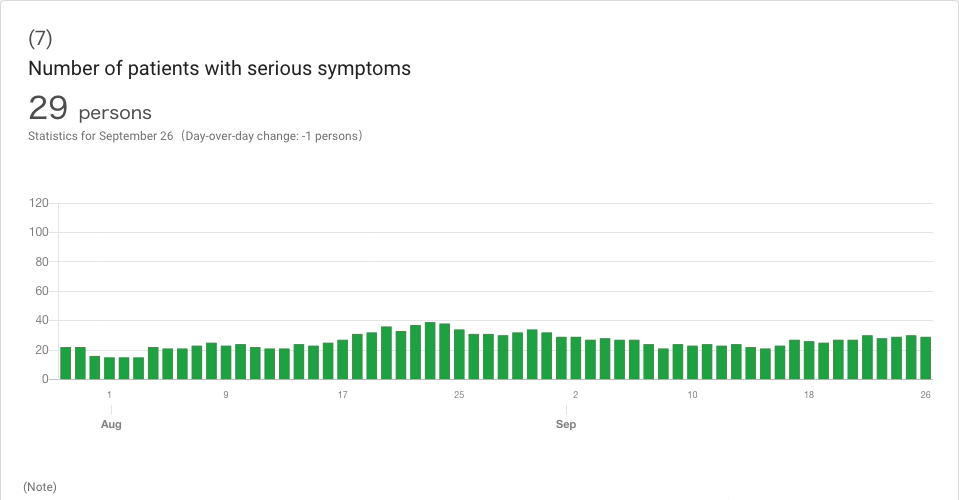 (7)
Number of patients with serious symptoms
29 persons
Statistics for September 26（Day-over-day change: -1 persons）
120
100
80
60
40
20
0
1 9 17 25 2 10 18 26
Aug Sep
(Note)